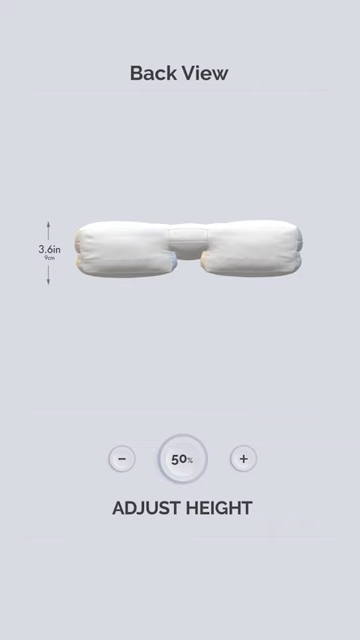 Back View
3.6in
9cm
− 50% +
ADJUST HEIGHT